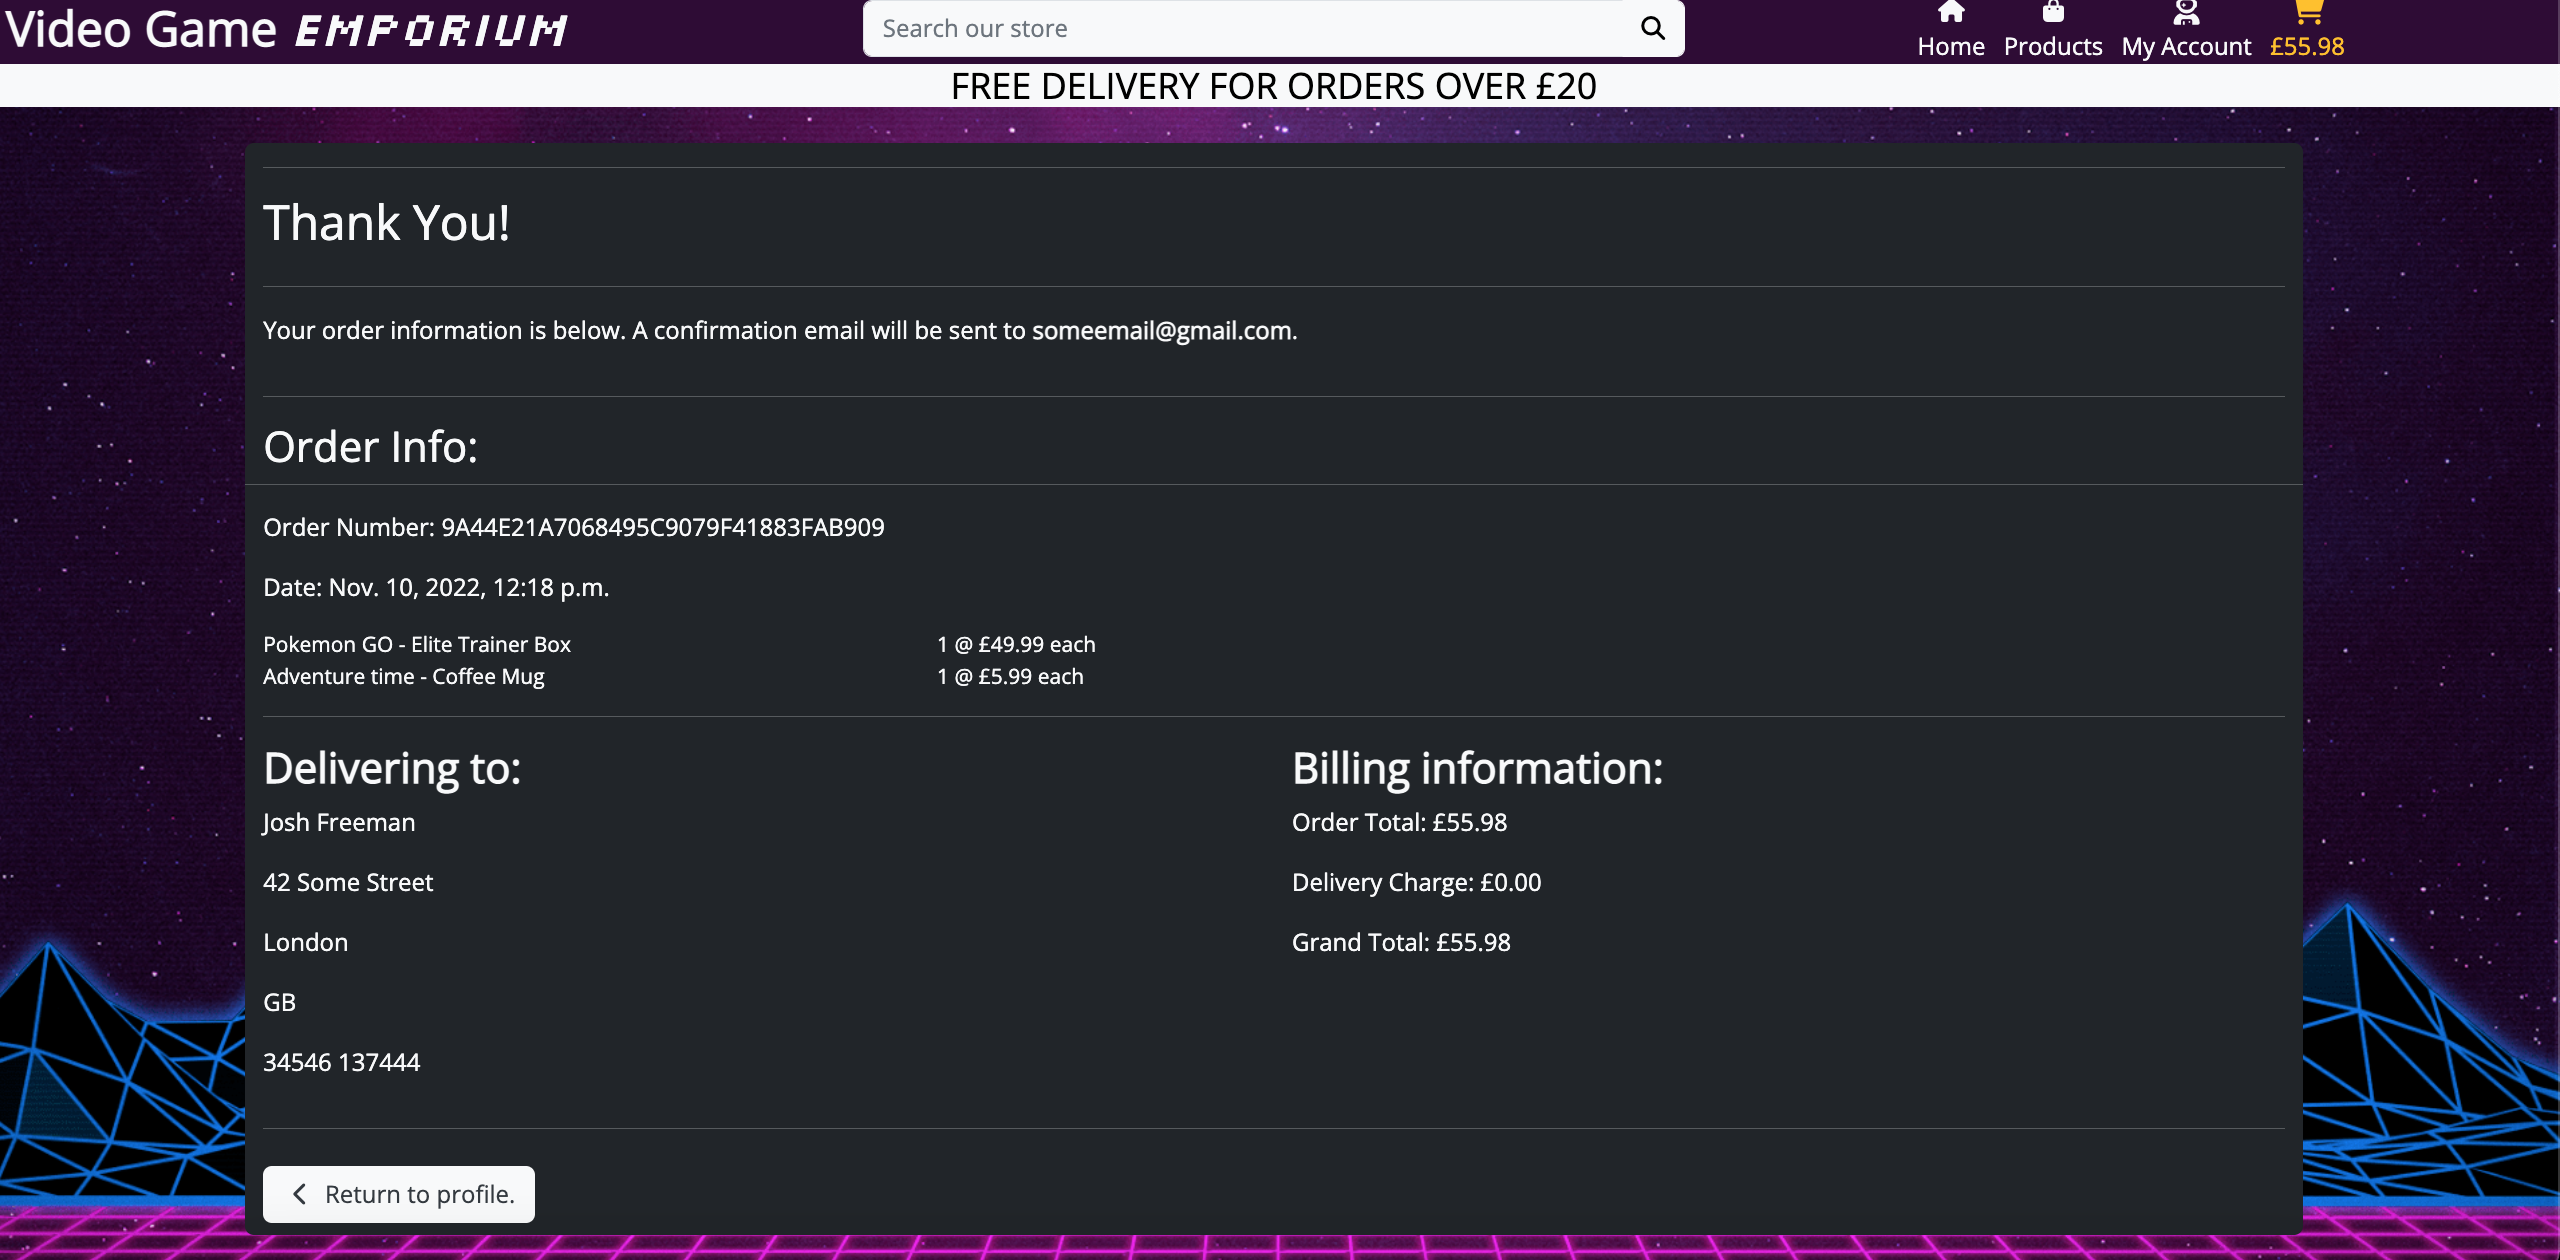 Video Game EMPORIUM
Search our store
Home Products My Account £55.98
FREE DELIVERY FOR ORDERS OVER £20
Thank You!
Your order information is below. A confirmation email will be sent to someemail@gmail.com.
Order Info:
Order Number: 9A44E21A7068495C9079F41883FAB909
Date: Nov. 10, 2022, 12:18 p.m.
Pokemon GO - Elite Trainer Box 1 @ £49.99 each
Adventure time - Coffee Mug 1 @ £5.99 each
Delivering to:
Josh Freeman
42 Some Street
London
GB
34546 137444
Billing information:
Order Total: £55.98
Delivery Charge: £0.00
Grand Total: £55.98
Return to profile.